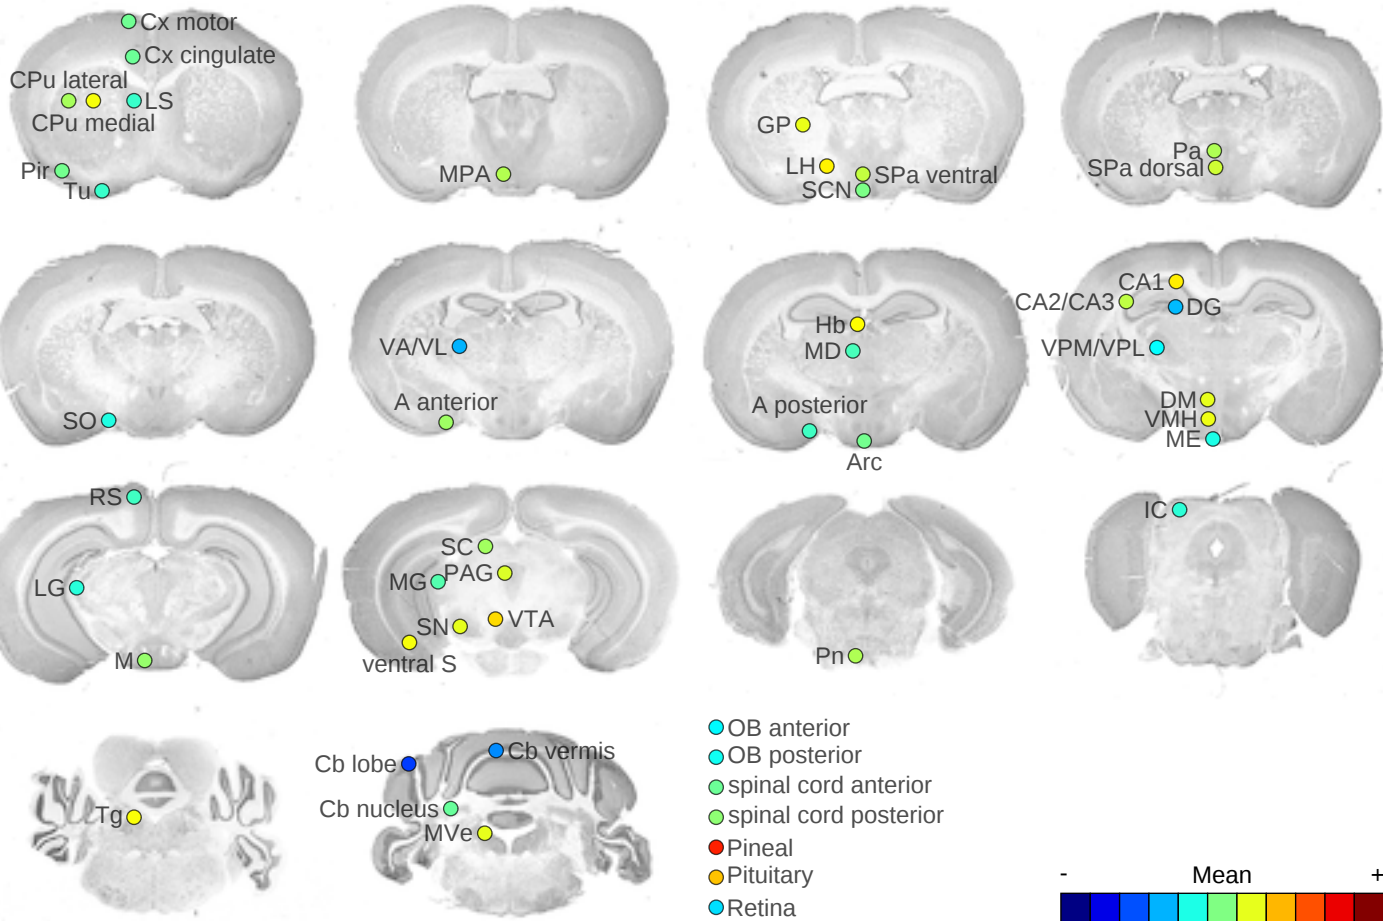 Cx motor
Cx cingulate
CPu lateral
LS
CPu medial
Pir
Tu
MPA
GP
LH
SPa ventral
SCN
Pa
SPa dorsal
SO
VA/VL
A anterior
Hb
MD
A posterior
Arc
CA1
CA2/CA3
DG
VPM/VPL
DM
VMH
ME
RS
LG
M
SC
MG
PAG
SN
VTA
ventral S
Pn
IC
Tg
Cb lobe
Cb vermis
Cb nucleus
MVe
OB anterior
OB posterior
spinal cord anterior
spinal cord posterior
Pineal
Pituitary
Retina
- Mean +